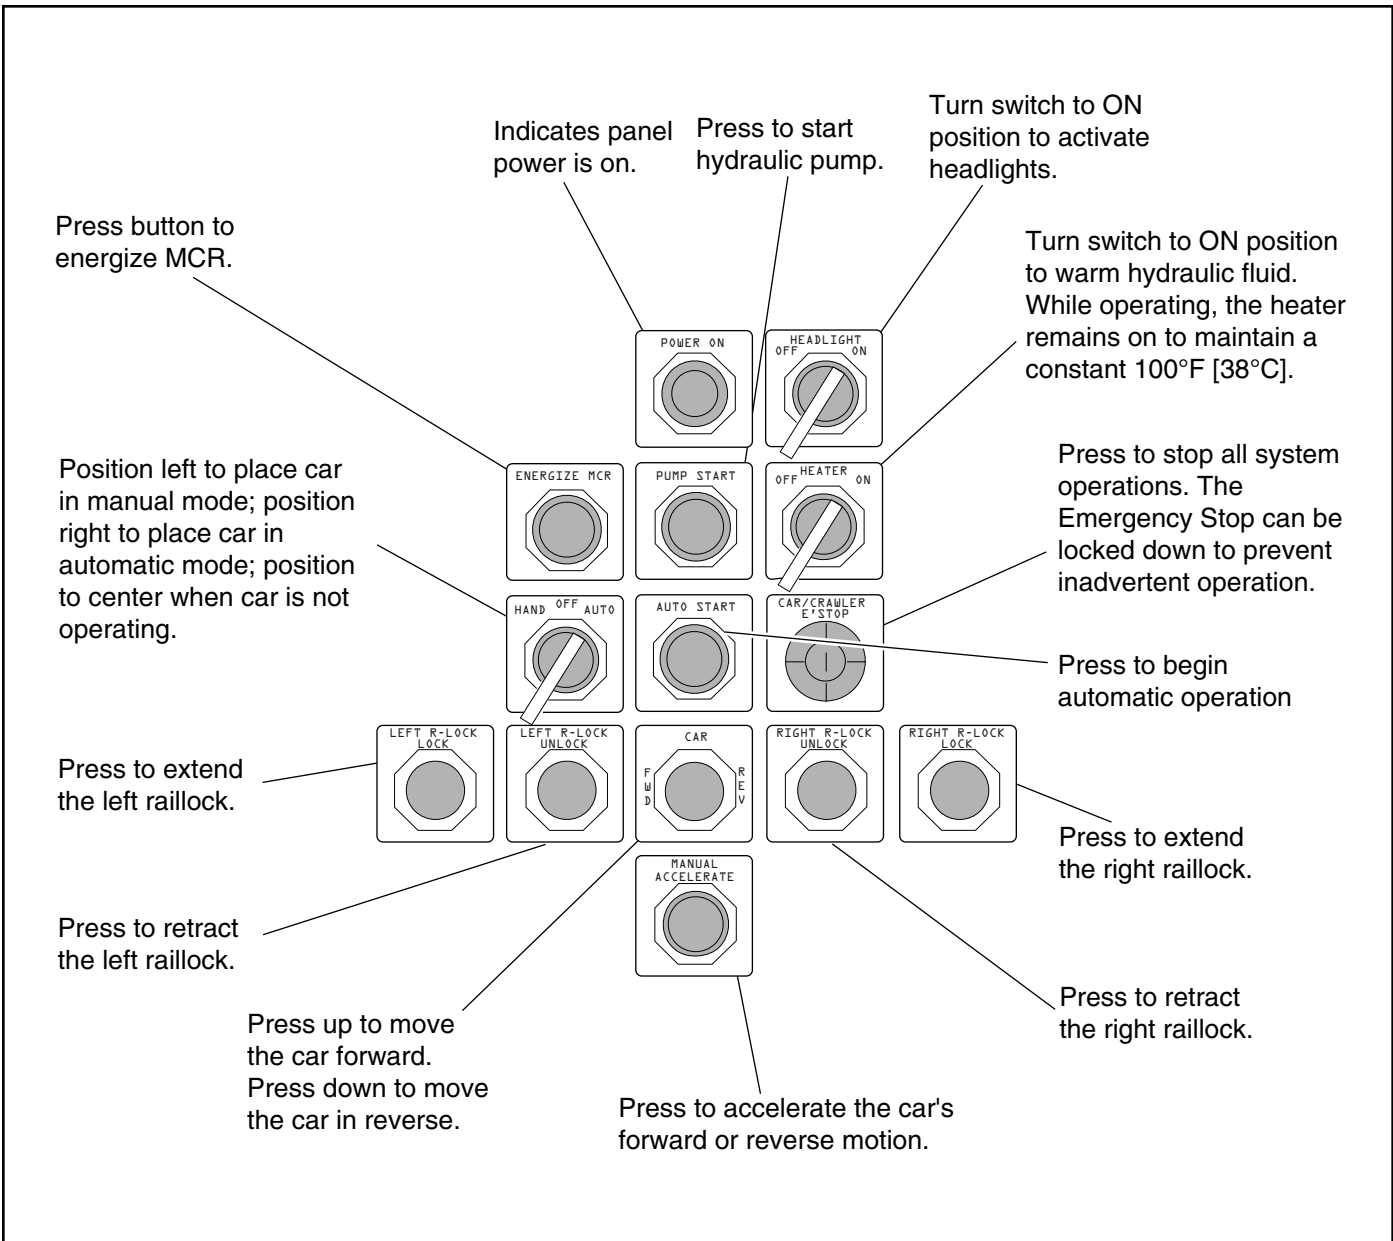 Turn switch to ON
position to activate
headlights.
Indicates panel
power is on.
Press to start
hydraulic pump.
Press button to
energize MCR.
Turn switch to ON position
to warm hydraulic fluid.
While operating, the heater
remains on to maintain a
constant 100°F [38°C].
POWER ON
HEADLIGHT
OFF ON
Position left to place car
in manual mode; position
right to place car in
automatic mode; position
to center when car is not
operating.
ENERGIZE MCR
PUMP START
HEATER
OFF ON
Press to stop all system
operations. The
Emergency Stop can be
locked down to prevent
inadvertent operation.
HAND OFF AUTO
AUTO START
CAR/CRAWLER
E'STOP
Press to begin
automatic operation
LEFT R-LOCK
LOCK
LEFT R-LOCK
UNLOCK
CAR
FWD
REV
RIGHT R-LOCK
UNLOCK
RIGHT R-LOCK
LOCK
Press to extend
the left raillock.
Press to extend
the right raillock.
MANUAL
ACCELERATE
Press to retract
the left raillock.
Press to retract
the right raillock.
Press up to move
the car forward.
Press down to move
the car in reverse.
Press to accelerate the car's
forward or reverse motion.